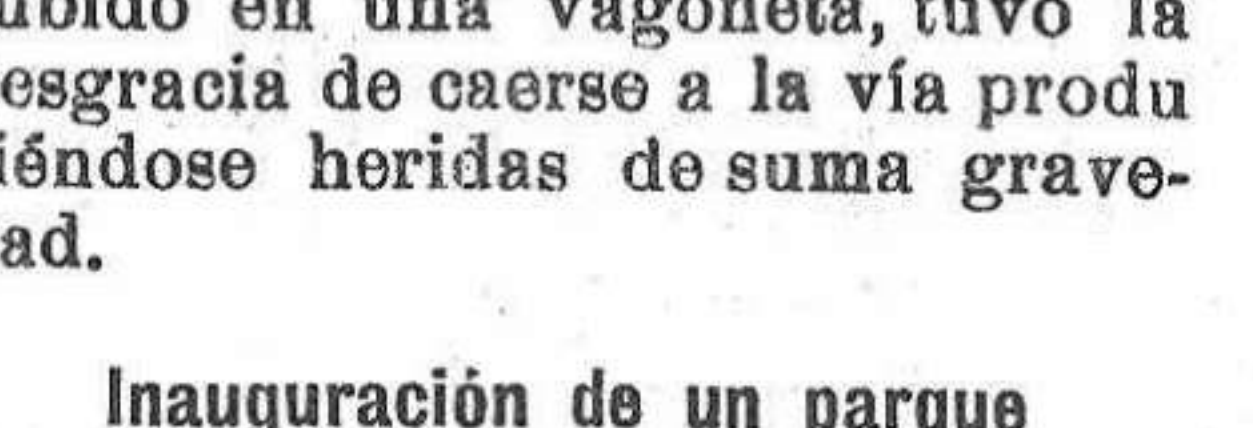 ubido en una vagoneta, tuvo la
esgracia de caerse a la vía produ
iéndose heridas de suma grave-
ad.
Inauguración de un parque